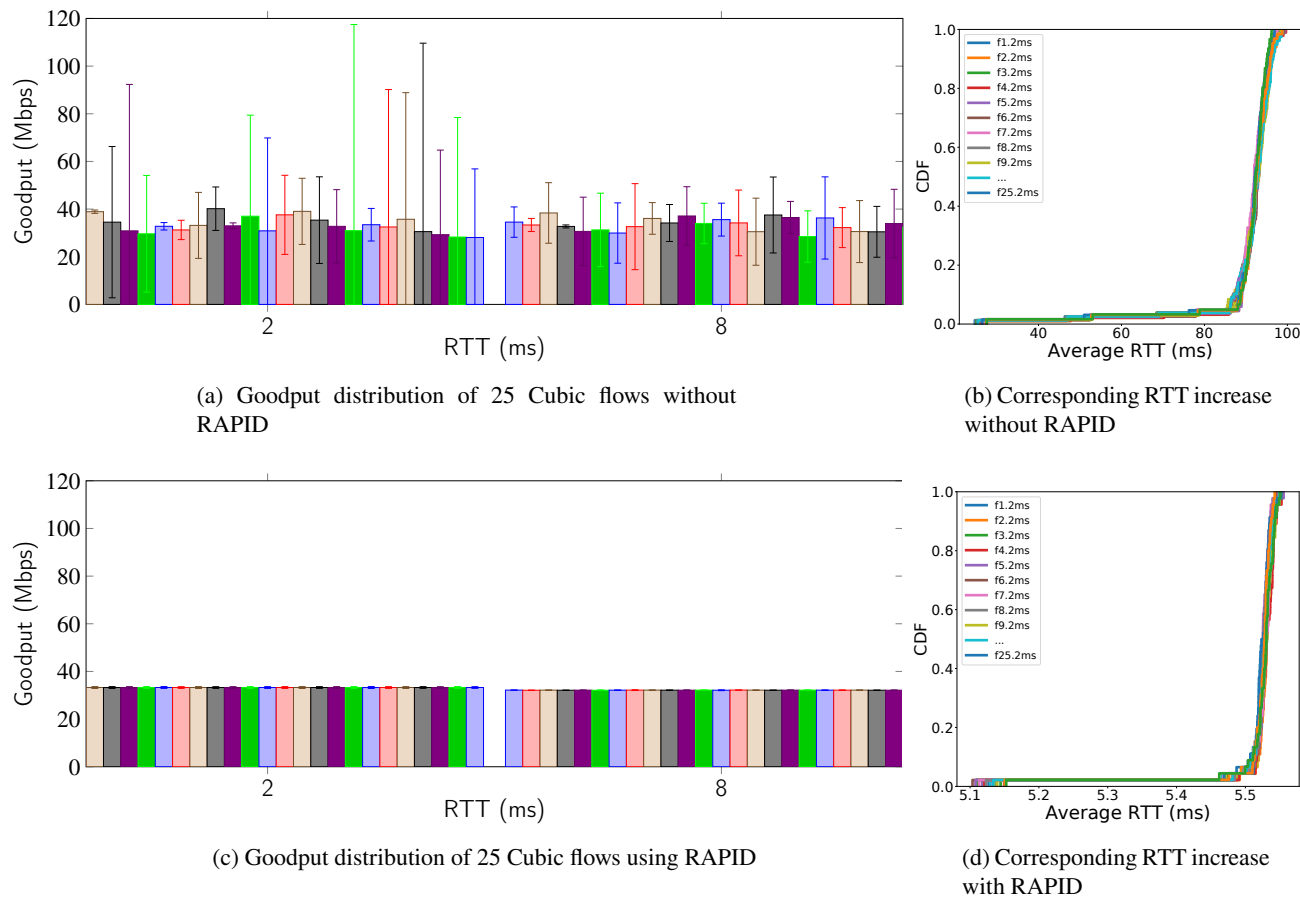 120
100
80
60
40
20
0
Goodput (Mbps)
2
8
RTT (ms)
(a) Goodput distribution of 25 Cubic flows without
RAPID
1.0
0.8
0.6
0.4
0.2
0.0
CDF
f1.2ms
f2.2ms
f3.2ms
f4.2ms
f5.2ms
f6.2ms
f7.2ms
f8.2ms
f9.2ms
...
f25.2ms
40
60
80
100
Average RTT (ms)
(b) Corresponding RTT increase
without RAPID
120
100
80
60
40
20
0
Goodput (Mbps)
2
8
RTT (ms)
(c) Goodput distribution of 25 Cubic flows using RAPID
1.0
0.8
0.6
0.4
0.2
0.0
CDF
f1.2ms
f2.2ms
f3.2ms
f4.2ms
f5.2ms
f6.2ms
f7.2ms
f8.2ms
f9.2ms
...
f25.2ms
5.1
5.2
5.3
5.4
5.5
Average RTT (ms)
(d) Corresponding RTT increase
with RAPID